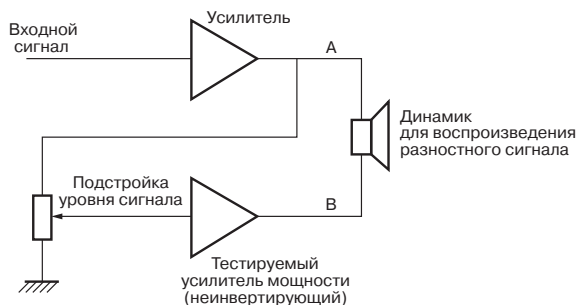 Усилитель
Входной
сигнал
A
Динамик
для воспроизведения
разностного сигнала
Подстройка
уровня сигнала
B
Тестируемый
усилитель мощности
(неинвертирующий)